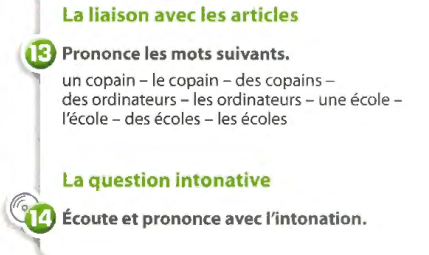 La liaison avec les articles
13 Prononce les mots suivants.
un copain – le copain – des copains –
des ordinateurs – les ordinateurs – une école –
l'école – des écoles – les écoles
La question intonative
14 Écoute et prononce avec l'intonation.